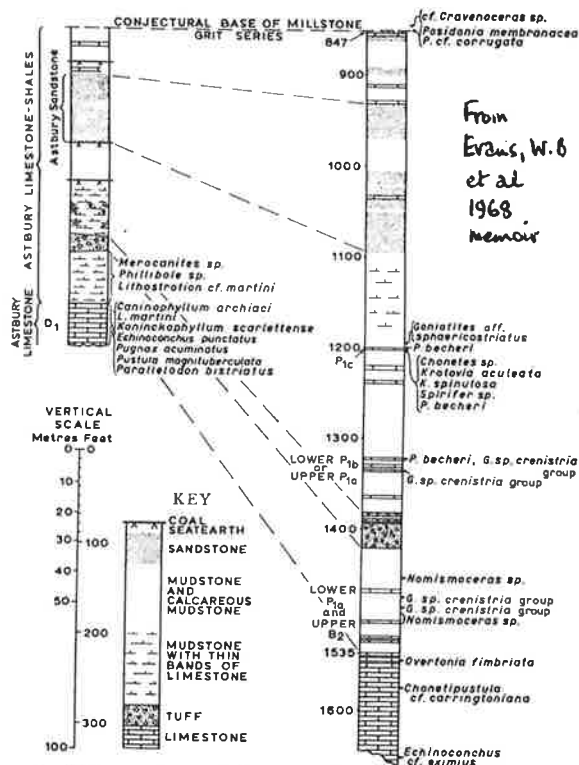 CONJECTURAL BASE OF MILLSTONE
GRIT SERIES
cf. Cravenoceras sp.
Posidonia membranacea
P. cf. corrugata
847
900
1000
1100
1200
P1c
1300
LOWER P1b
or
UPPER P1a
1400
LOWER
P1a
and
UPPER
B2
1535
1600
From
Evans, W.B
et al
1968
memoir
ASTBURY LIMESTONE-SHALES
Astbury Sandstone
ASTBURY
LIMESTONE
D1
Merocanites sp.
Phillibole sp.
Lithostrotion cf. martini
Caninophyllum archiaci
L. martini
Koninckophyllum scarlettense
Echinoconchus punctatus
Pugnax acuminatus
Pustula magnituberculata
Parallelodon bistriatus
Goniatites aff.
sphaericostriatus
P. becheri
Chonetes sp.
Krotovia aculeata
K. spinulosa
Spirifer sp.
P. becheri
P. becheri, G. sp. crenistria
group
G. sp. crenistria group
Nomismoceras sp.
G. sp. crenistria group
G. sp. crenistria group
Nomismoceras sp.
Overtonia fimbriata
Chonetipustula
cf. carringtoniana
Echinoconchus
cf. eximius
VERTICAL
SCALE
Metres Feet
0
0
10
20
30
100
40
50
200
300
100
KEY
COAL
SEATEARTH
SANDSTONE
MUDSTONE
AND
CALCAREOUS
MUDSTONE
MUDSTONE
WITH THIN
BANDS OF
LIMESTONE
TUFF
LIMESTONE